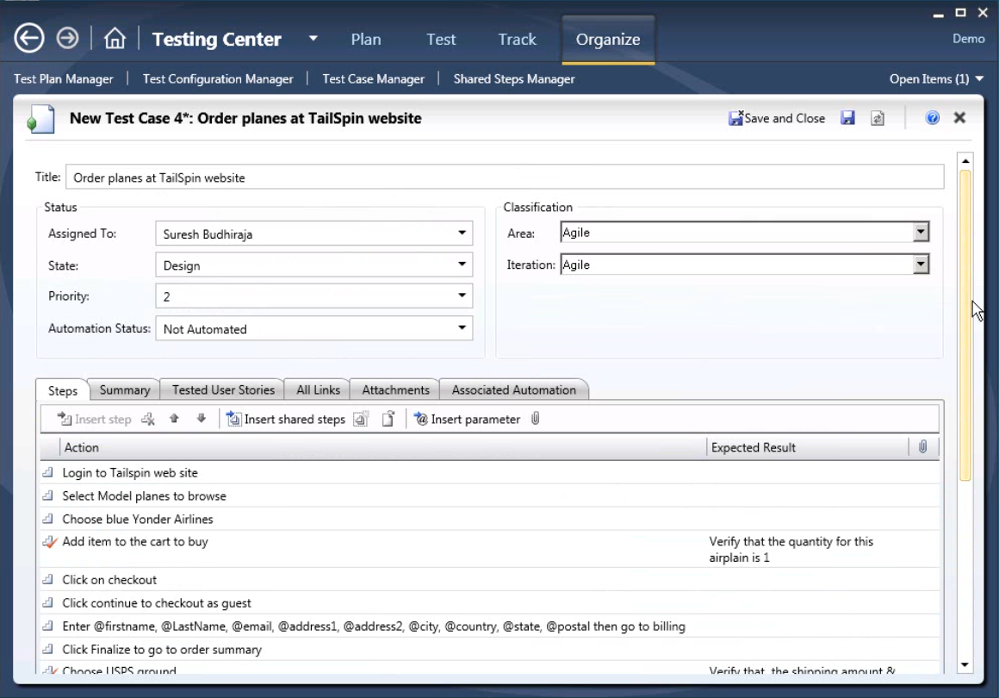 Testing Center Plan Test Track Organize Demo
Test Plan Manager Test Configuration Manager Test Case Manager Shared Steps Manager Open Items (1)
New Test Case 4*: Order planes at TailSpin website Save and Close
Title: Order planes at TailSpin website
Status Classification
Assigned To: Suresh Budhiraja Area: Agile
State: Design Iteration: Agile
Priority: 2
Automation Status: Not Automated
Steps Summary Tested User Stories All Links Attachments Associated Automation
Insert step Insert shared steps Insert parameter
Action Expected Result
Login to Tailspin web site
Select Model planes to browse
Choose blue Yonder Airlines
Add item to the cart to buy Verify that the quantity for this
airplain is 1
Click on checkout
Click continue to checkout as guest
Enter @firstname, @LastName, @email, @address1, @address2, @city, @country, @state, @postal then go to billing
Click Finalize to go to order summary
Choose USPS ground Verify that the shipping amount &